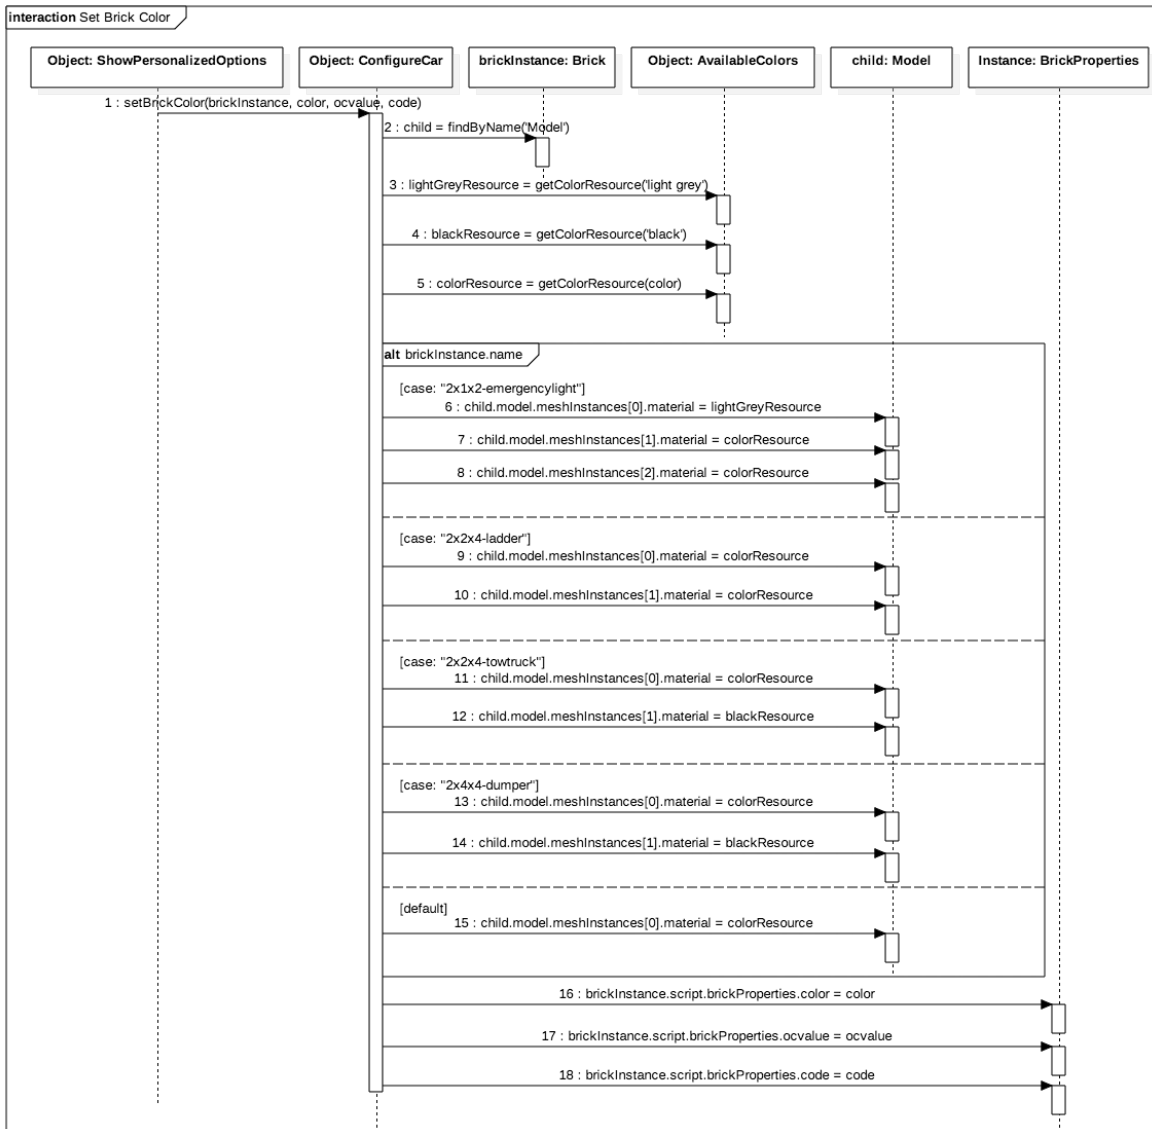 interaction Set Brick Color
Object: ShowPersonalizedOptions
Object: ConfigureCar
brickInstance: Brick
Object: AvailableColors
child: Model
Instance: BrickProperties
1 : setBrickColor(brickInstance, color, ocvalue, code)
2 : child = findByName('Model')
3 : lightGreyResource = getColorResource('light grey')
4 : blackResource = getColorResource('black')
5 : colorResource = getColorResource(color)
alt brickInstance.name
[case: "2x1x2-emergencylight"]
6 : child.model.meshInstances[0].material = lightGreyResource
7 : child.model.meshInstances[1].material = colorResource
8 : child.model.meshInstances[2].material = colorResource
[case: "2x2x4-ladder"]
9 : child.model.meshInstances[0].material = colorResource
10 : child.model.meshInstances[1].material = colorResource
[case: "2x2x4-towtruck"]
11 : child.model.meshInstances[0].material = colorResource
12 : child.model.meshInstances[1].material = blackResource
[case: "2x4x4-dumper"]
13 : child.model.meshInstances[0].material = colorResource
14 : child.model.meshInstances[1].material = blackResource
[default]
15 : child.model.meshInstances[0].material = colorResource
16 : brickInstance.script.brickProperties.color = color
17 : brickInstance.script.brickProperties.ocvalue = ocvalue
18 : brickInstance.script.brickProperties.code = code